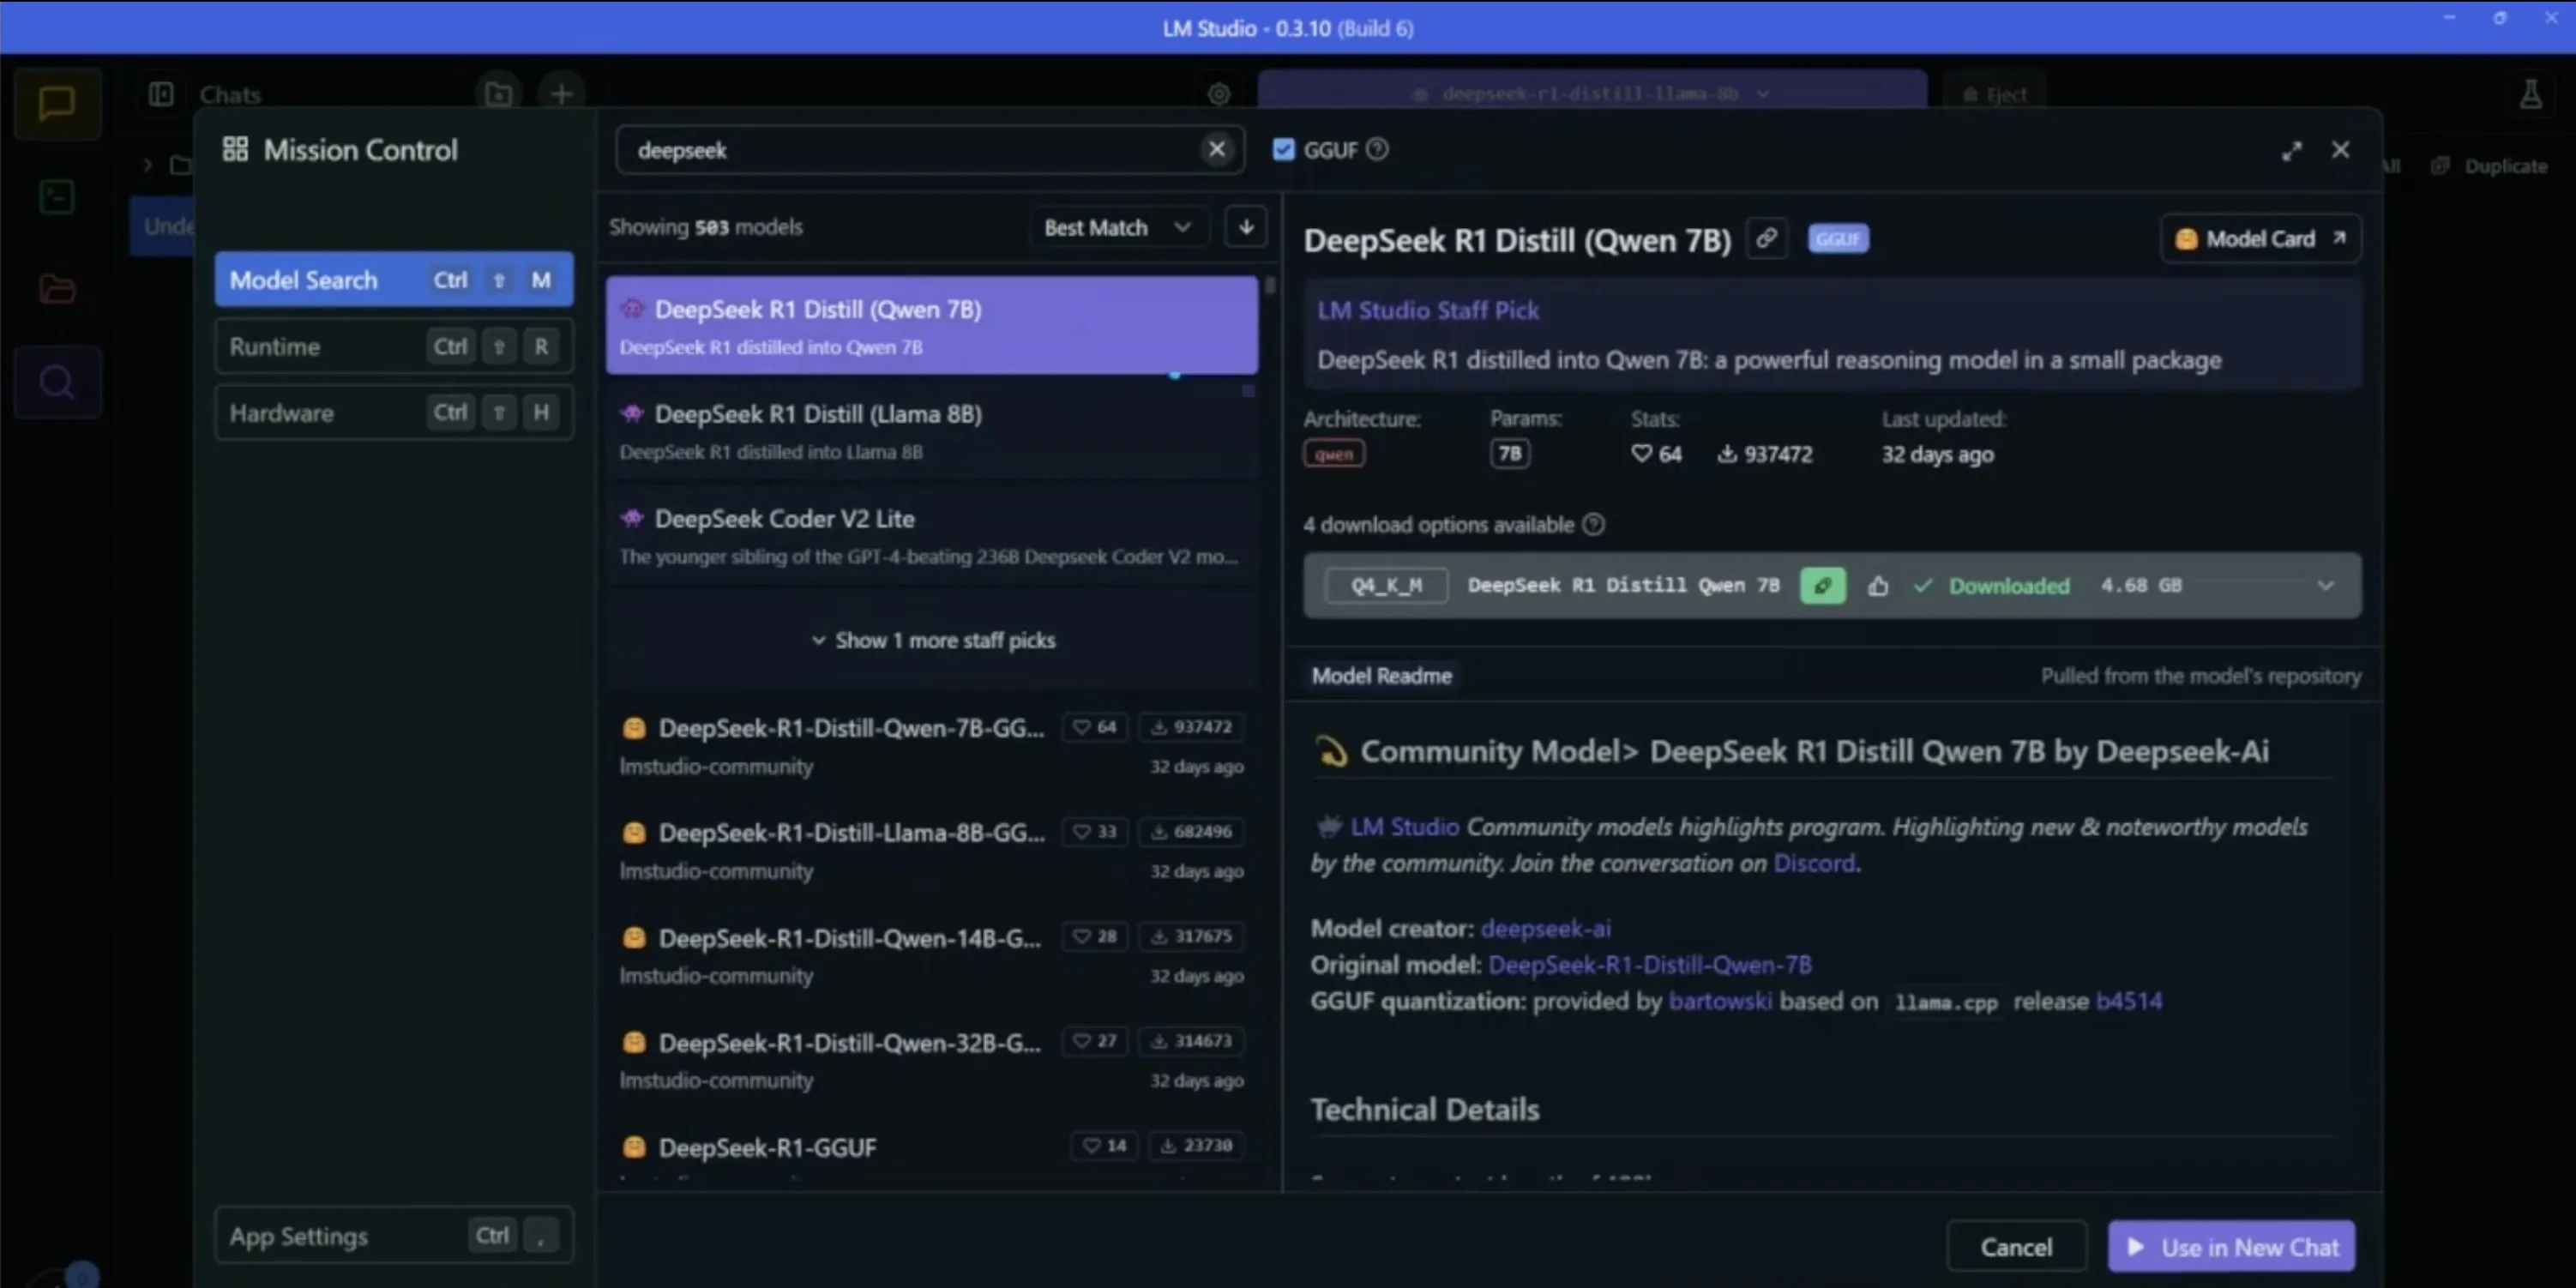 LM Studio - 0.3.10 (Build 6)
Chats
deepseek-r1-distill-llama-8b
Eject
Mission Control
deepseek
GGUF
All
Duplicate
Unde
Model Search Ctrl ⇧ M
Runtime Ctrl ⇧ R
Hardware Ctrl ⇧ H
App Settings Ctrl ,
Showing 503 models
Best Match
DeepSeek R1 Distill (Qwen 7B)
DeepSeek R1 distilled into Qwen 7B
DeepSeek R1 Distill (Llama 8B)
DeepSeek R1 distilled into Llama 8B
DeepSeek Coder V2 Lite
The younger sibling of the GPT-4-beating 236B Deepseek Coder V2 mo...
Show 1 more staff picks
DeepSeek-R1-Distill-Qwen-7B-GG... 64 937472
lmstudio-community 32 days ago
DeepSeek-R1-Distill-Llama-8B-GG... 33 682496
lmstudio-community 32 days ago
DeepSeek-R1-Distill-Qwen-14B-G... 28 317675
lmstudio-community 32 days ago
DeepSeek-R1-Distill-Qwen-32B-G... 27 314673
lmstudio-community 32 days ago
DeepSeek-R1-GGUF 14 23730
DeepSeek R1 Distill (Qwen 7B) GGUF
Model Card
LM Studio Staff Pick
DeepSeek R1 distilled into Qwen 7B: a powerful reasoning model in a small package
Architecture: Params: Stats: Last updated:
qwen 7B 64 937472 32 days ago
4 download options available
Q4_K_M DeepSeek R1 Distill Qwen 7B Downloaded 4.68 GB
Model Readme Pulled from the model's repository
Community Model> DeepSeek R1 Distill Qwen 7B by Deepseek-Ai
LM Studio Community models highlights program. Highlighting new & noteworthy models
by the community. Join the conversation on Discord.
Model creator: deepseek-ai
Original model: DeepSeek-R1-Distill-Qwen-7B
GGUF quantization: provided by bartowski based on llama.cpp release b4514
Technical Details
Cancel
Use in New Chat